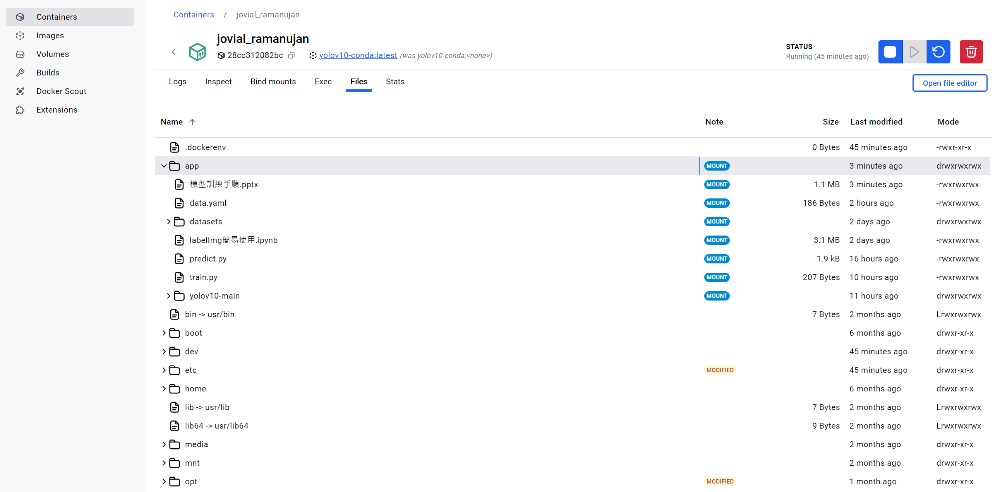 Containers
Images
Volumes
Builds
Docker Scout
Extensions
Containers / jovial_ramanujan
jovial_ramanujan
28cc312082bc yolov10-conda:latest (was yolov10-conda:<none>)
STATUS
Running (45 minutes ago)
Logs Inspect Bind mounts Exec Files Stats
Open file editor
Name Note Size Last modified Mode
.dockerenv 0 Bytes 45 minutes ago -rwxr-xr-x
app MOUNT 3 minutes ago drwxrwxrwx
模型訓練手順.pptx MOUNT 1.1 MB 3 minutes ago -rwxrwxrwx
data.yaml MOUNT 186 Bytes 2 hours ago -rwxrwxrwx
datasets MOUNT 2 days ago drwxrwxrwx
labelImg簡易使用.ipynb MOUNT 3.1 MB 2 days ago -rwxrwxrwx
predict.py MOUNT 1.9 kB 16 hours ago -rwxrwxrwx
train.py MOUNT 207 Bytes 10 hours ago -rwxrwxrwx
yolov10-main MOUNT 11 hours ago drwxrwxrwx
bin -> usr/bin 7 Bytes 2 months ago Lrwxrwxrwx
boot 6 months ago drwxr-xr-x
dev 45 minutes ago drwxr-xr-x
etc MODIFIED 45 minutes ago drwxr-xr-x
home 6 months ago drwxr-xr-x
lib -> usr/lib 7 Bytes 2 months ago Lrwxrwxrwx
lib64 -> usr/lib64 9 Bytes 2 months ago Lrwxrwxrwx
media 2 months ago drwxr-xr-x
mnt 2 months ago drwxr-xr-x
opt MODIFIED 1 month ago drwxr-xr-x